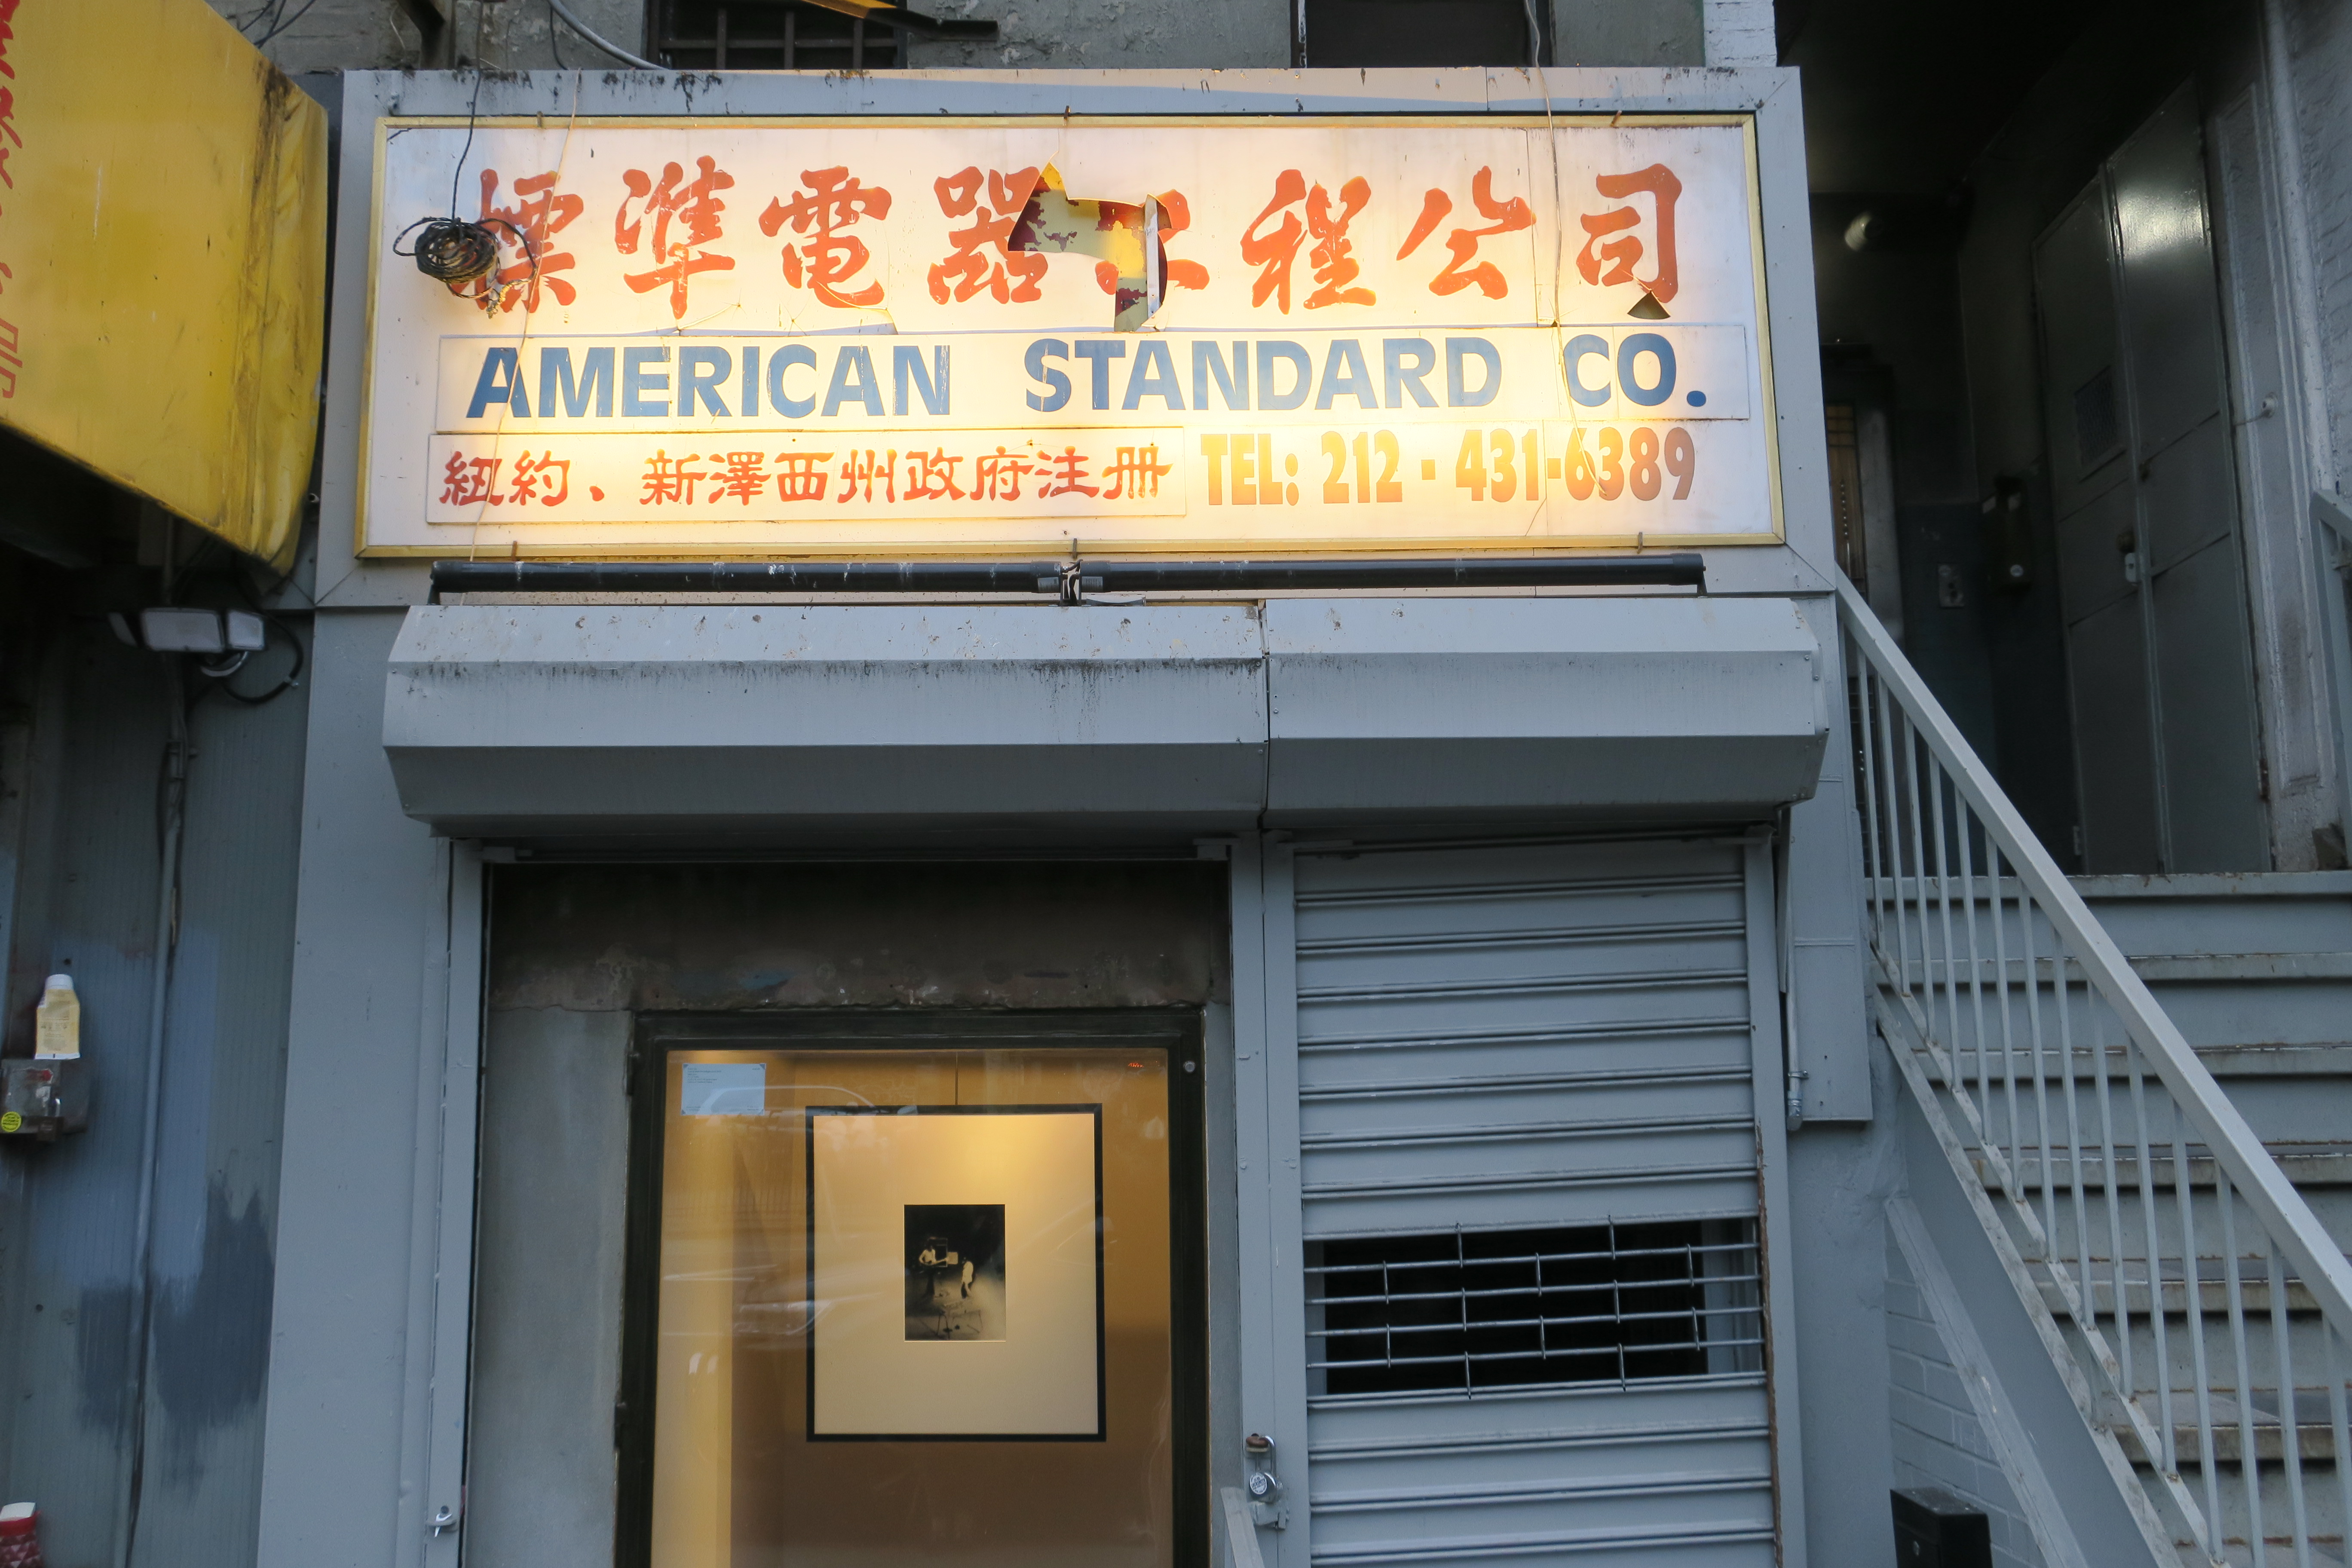 標準電器工程公司
AMERICAN STANDARD CO.
紐約、新澤西州政府注册
TEL: 212 · 431-6389